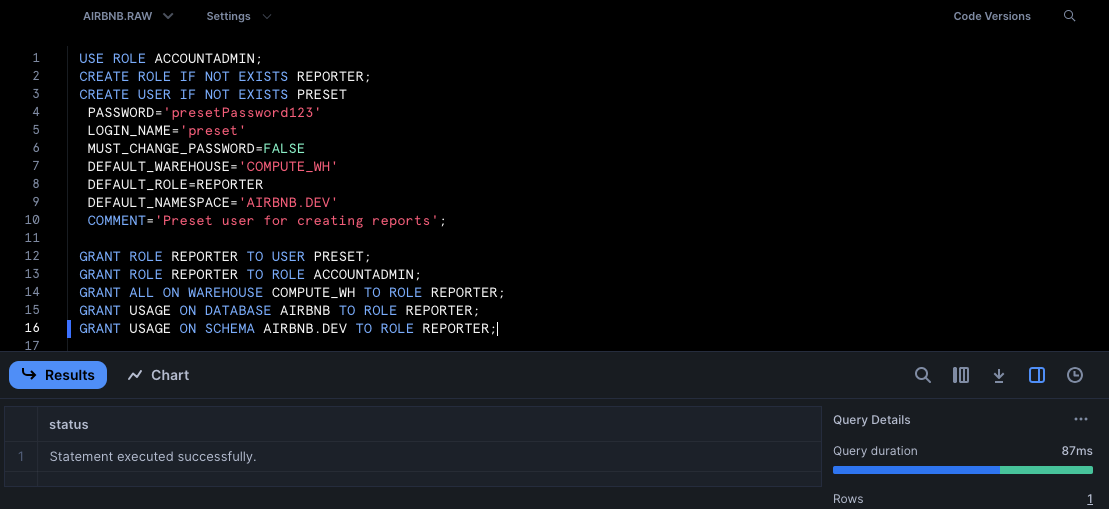 AIRBNB.RAW Settings Code Versions
1 USE ROLE ACCOUNTADMIN;
2 CREATE ROLE IF NOT EXISTS REPORTER;
3 CREATE USER IF NOT EXISTS PRESET
4 PASSWORD='presetPassword123'
5 LOGIN_NAME='preset'
6 MUST_CHANGE_PASSWORD=FALSE
7 DEFAULT_WAREHOUSE='COMPUTE_WH'
8 DEFAULT_ROLE=REPORTER
9 DEFAULT_NAMESPACE='AIRBNB.DEV'
10 COMMENT='Preset user for creating reports';
11
12 GRANT ROLE REPORTER TO USER PRESET;
13 GRANT ROLE REPORTER TO ROLE ACCOUNTADMIN;
14 GRANT ALL ON WAREHOUSE COMPUTE_WH TO ROLE REPORTER;
15 GRANT USAGE ON DATABASE AIRBNB TO ROLE REPORTER;
16 GRANT USAGE ON SCHEMA AIRBNB.DEV TO ROLE REPORTER;
17
Results Chart
status
1 Statement executed successfully.
Query Details
Query duration 87ms
Rows 1